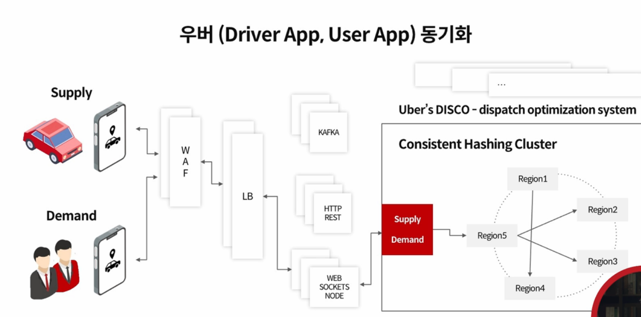 우버 (Driver App, User App) 동기화
Supply
Demand
W
A
F
LB
KAFKA
HTTP
REST
WEB
SOCKETS
NODE
...
Uber's DISCO - dispatch optimization system
Consistent Hashing Cluster
Supply
Demand
Region1
Region2
Region5
Region3
Region4